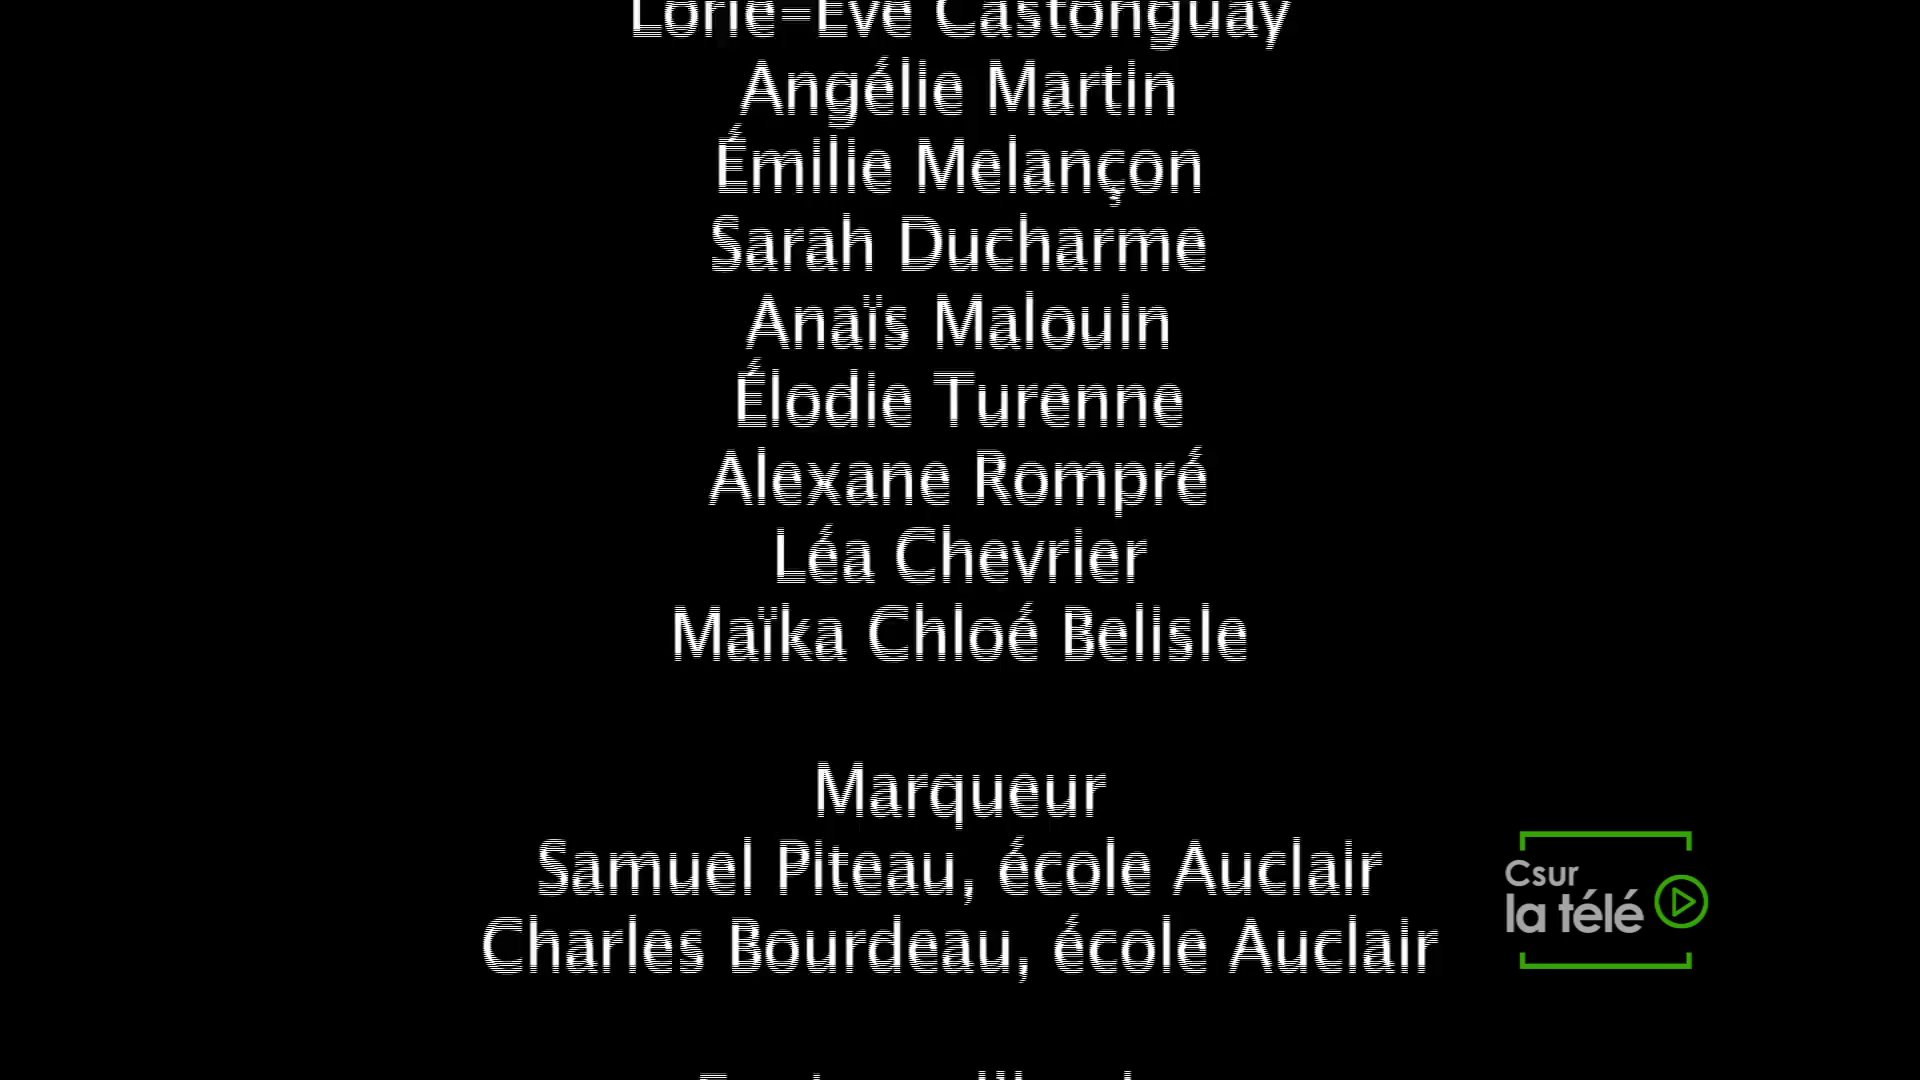 Lorie-Eve Castonguay
Angélie Martin
Émilie Melançon
Sarah Ducharme
Anaïs Malouin
Élodie Turenne
Alexane Rompré
Léa Chevrier
Maïka Chloé Belisle
Marqueur
Samuel Piteau, école Auclair
Charles Bourdeau, école Auclair
Csur
la télé